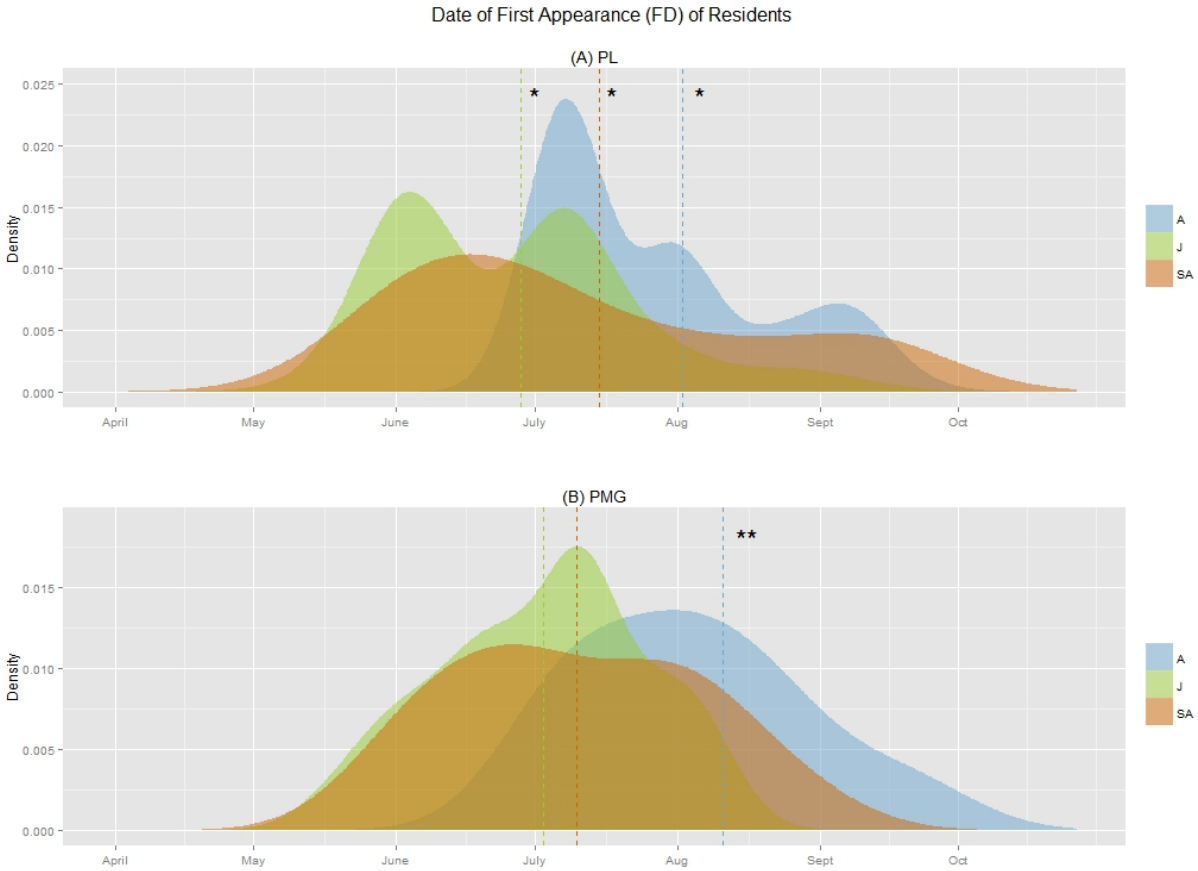 Date of First Appearance (FD) of Residents
(A) PL
0.025
0.020
0.015
0.010
0.005
0.000
Density
* * *
April May June July Aug Sept Oct
A
J
SA
(B) PMG
0.015
0.010
0.005
0.000
Density
**
April May June July Aug Sept Oct
A
J
SA